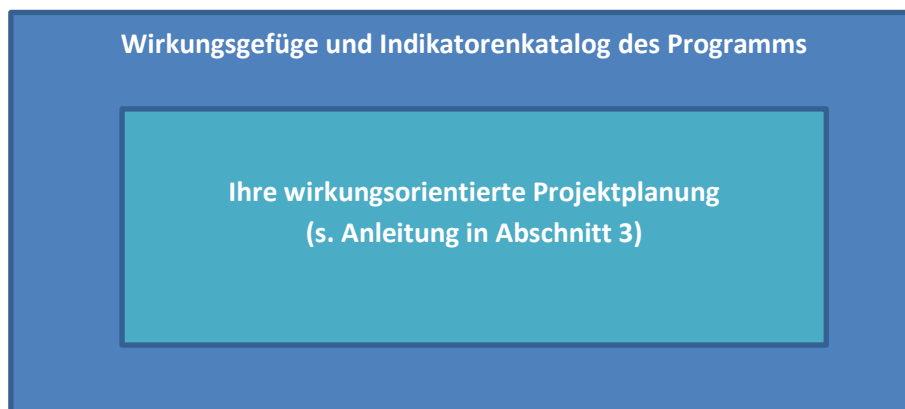 Wirkungsgefüge und Indikatorenkatalog des Programms
Ihre wirkungsorientierte Projektplanung
(s. Anleitung in Abschnitt 3)